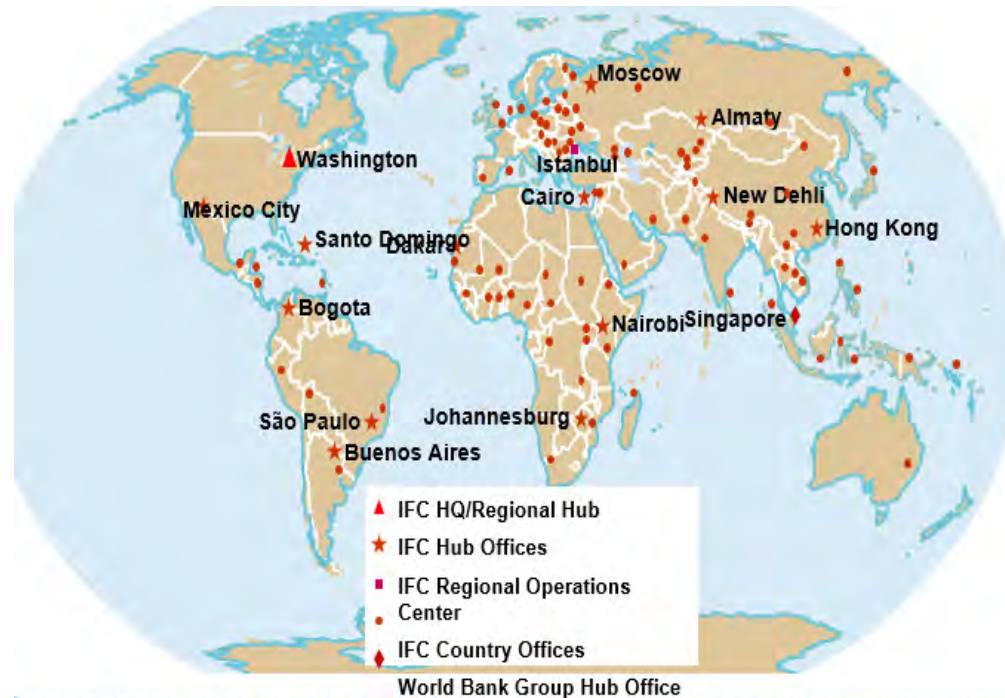 Moscow
Almaty
Washington
Istanbul
Cairo
New Dehli
Mexico City
Santo Domingo
Dakar
Hong Kong
Bogota
Nairobi
Singapore
São Paulo
Johannesburg
Buenos Aires
IFC HQ/Regional Hub
IFC Hub Offices
IFC Regional Operations
Center
IFC Country Offices
World Bank Group Hub Office